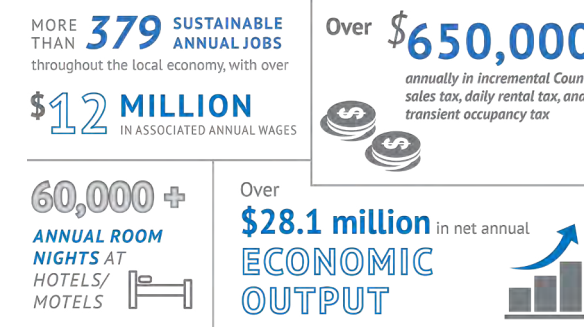 MORE THAN 379 SUSTAINABLE ANNUAL JOBS
throughout the local economy, with over
$12 MILLION
IN ASSOCIATED ANNUAL WAGES
Over $650,000
annually in incremental Coun
sales tax, daily rental tax, and
transient occupancy tax
60,000 +
ANNUAL ROOM
NIGHTS AT
HOTELS/
MOTELS
Over
$28.1 million in net annual
ECONOMIC
OUTPUT